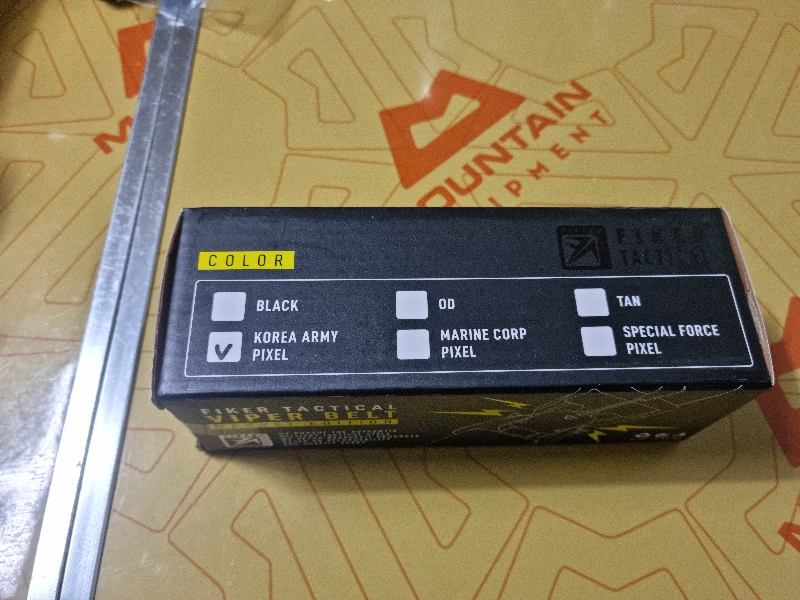 MOUNTAIN
EQUIPMENT
COLOR
FIKER
TACTICAL
BLACK
OD
TAN
KOREA ARMY
PIXEL
MARINE CORP
PIXEL
SPECIAL FORCE
PIXEL
FIKER TACTICAL
VIPER BELT
EDITION